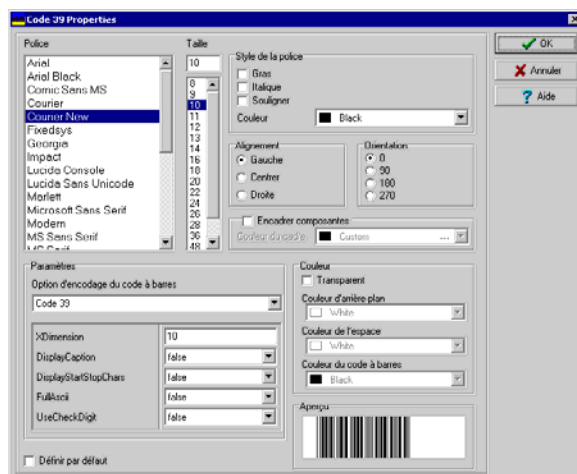 Code 39 Properties
Police
Arial
Arial Black
Comic Sans MS
Courier
Courier New
Fixedsys
Georgia
Impact
Lucida Console
Lucida Sans Unicode
Marlett
Microsoft Sans Serif
Modern
MS Sans Serif
MS Serif
Taille
10
8
9
10
11
12
13
14
16
18
20
22
24
26
28
36
48
Style de la police
Gras
Italique
Souligner
Couleur
Black
Alignement
Gauche
Centrer
Droite
Orientation
0
90
180
270
Encadrer composantes
Couleur du cadre
Custom
...
OK
Annuler
Aide
Paramètres
Option d'encodage du code à barres
Code 39
XDimension 10
DisplayCaption false
DisplayStartStopChars false
FullAscii false
UseCheckDigit false
Couleur
Transparent
Couleur d'arrière plan
White
Couleur de l'espace
White
Couleur du code à barres
Black
Aperçu
Définir par défaut